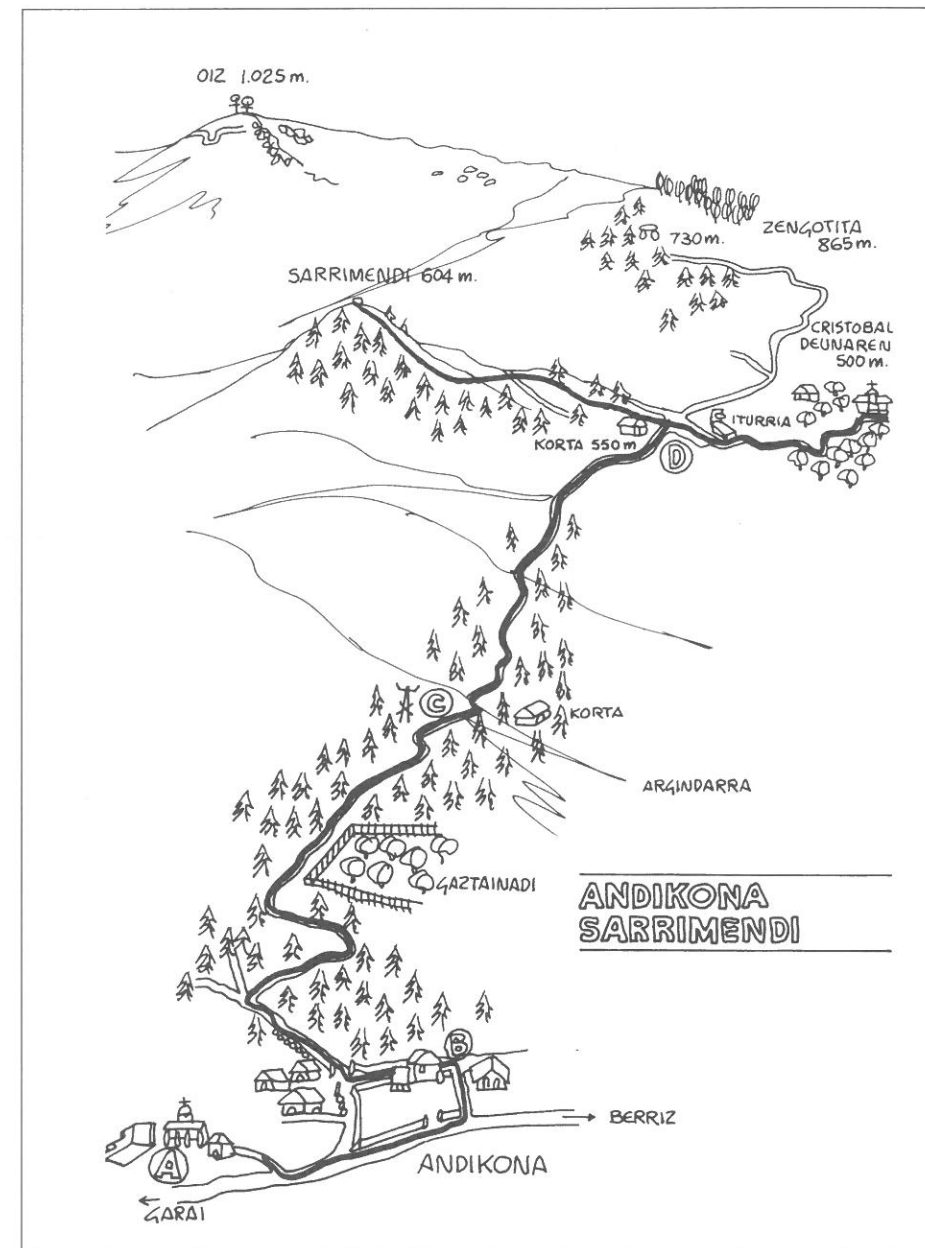 OIZ 1.025 m.
ZENGOTITA
865 m.
730 m.
SARRIMENDI 604 m.
CRISTOBAL
DEUNAREN
500 m.
ITURRIA
KORTA 550 m
D
C
KORTA
ARGINDARRA
GAZTAINADI
ANDIKONA
SARRIMENDI
B
BERRIZ
A
ANDIKONA
GARAI